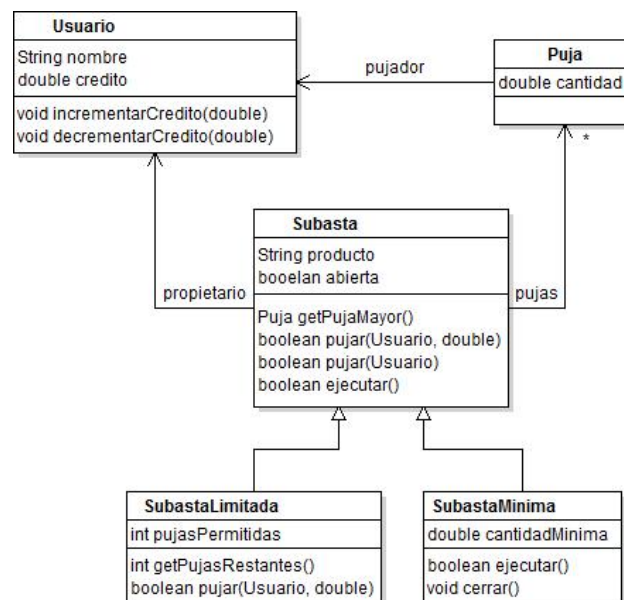 Usuario
String nombre
double credito
void incrementarCredito(double)
void decrementarCredito(double)
pujador
Puja
double cantidad
*
Subasta
String producto
booelan abierta
propietario
pujas
Puja getPujaMayor()
boolean pujar(Usuario, double)
boolean pujar(Usuario)
boolean ejecutar()
SubastaLimitada
int pujasPermitidas
int getPujasRestantes()
boolean pujar(Usuario, double)
SubastaMinima
double cantidadMinima
boolean ejecutar()
void cerrar()